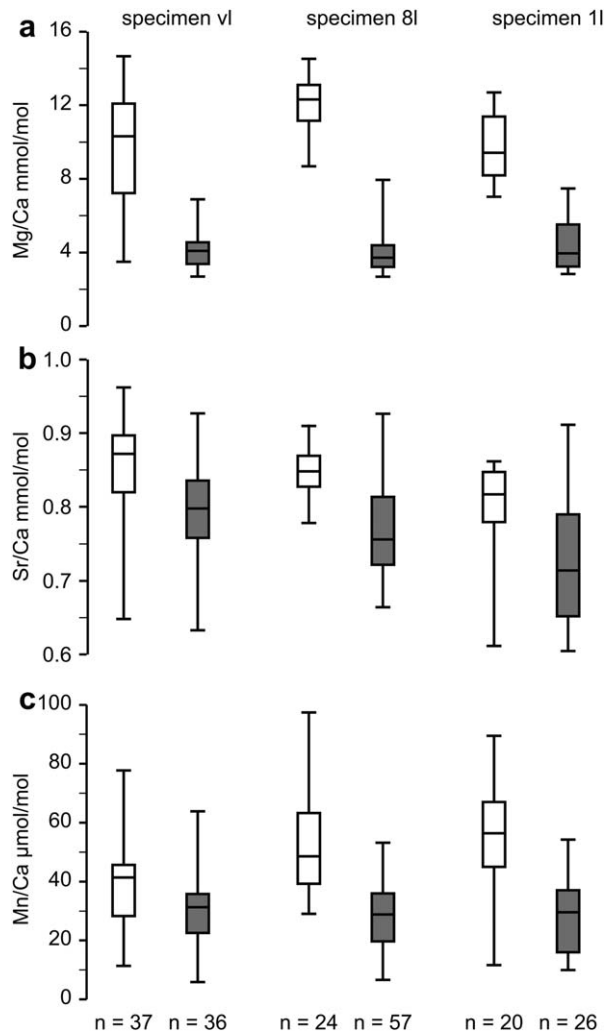 specimen vl specimen 8l specimen 1l
a
16
12
8
4
0
Mg/Ca mmol/mol
b
1.0
0.9
0.8
0.7
0.6
Sr/Ca mmol/mol
c
100
80
60
40
20
0
Mn/Ca µmol/mol
n = 37 n = 36 n = 24 n = 57 n = 20 n = 26